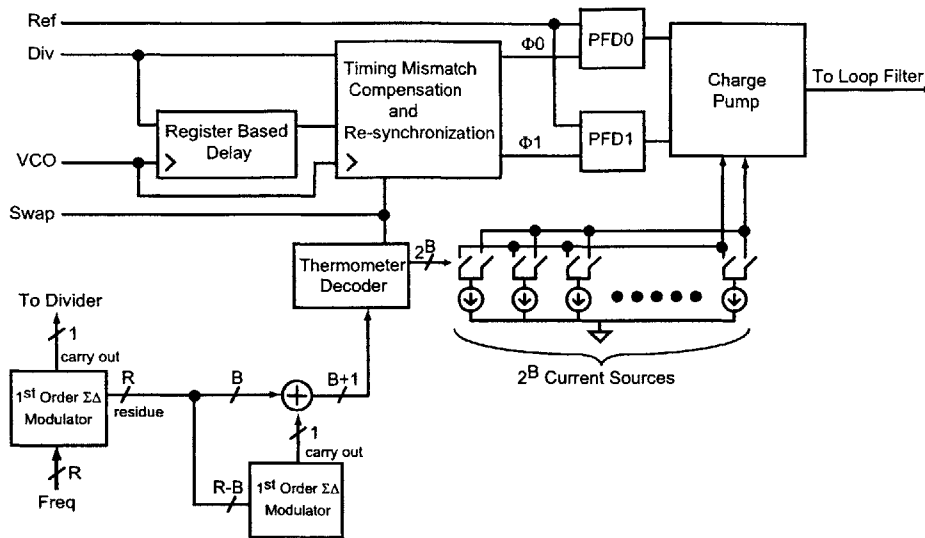 Ref
Div
VCO
Swap
Register Based
Delay
Timing Mismatch
Compensation
and
Re-synchronization
Φ0
Φ1
PFD0
PFD1
Charge
Pump
To Loop Filter
Thermometer
Decoder
2^B
2^B Current Sources
To Divider
1
carry out
1st Order ΣΔ
Modulator
R
residue
B
B+1
R
Freq
1
carry out
R-B
1st Order ΣΔ
Modulator